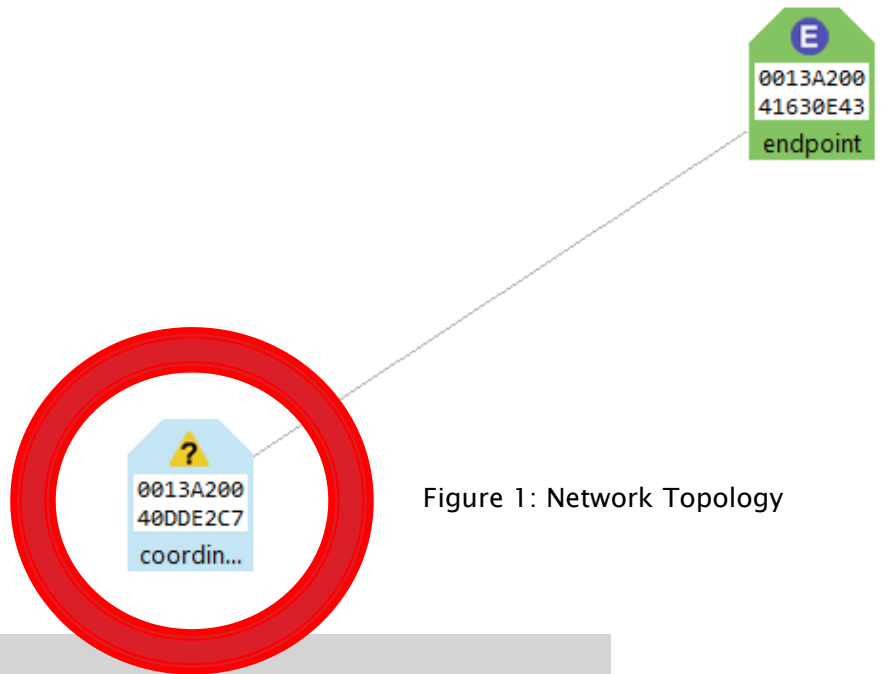 E
0013A200
41630E43
endpoint
?
0013A200
40DDE2C7
coordin...
Figure 1: Network Topology